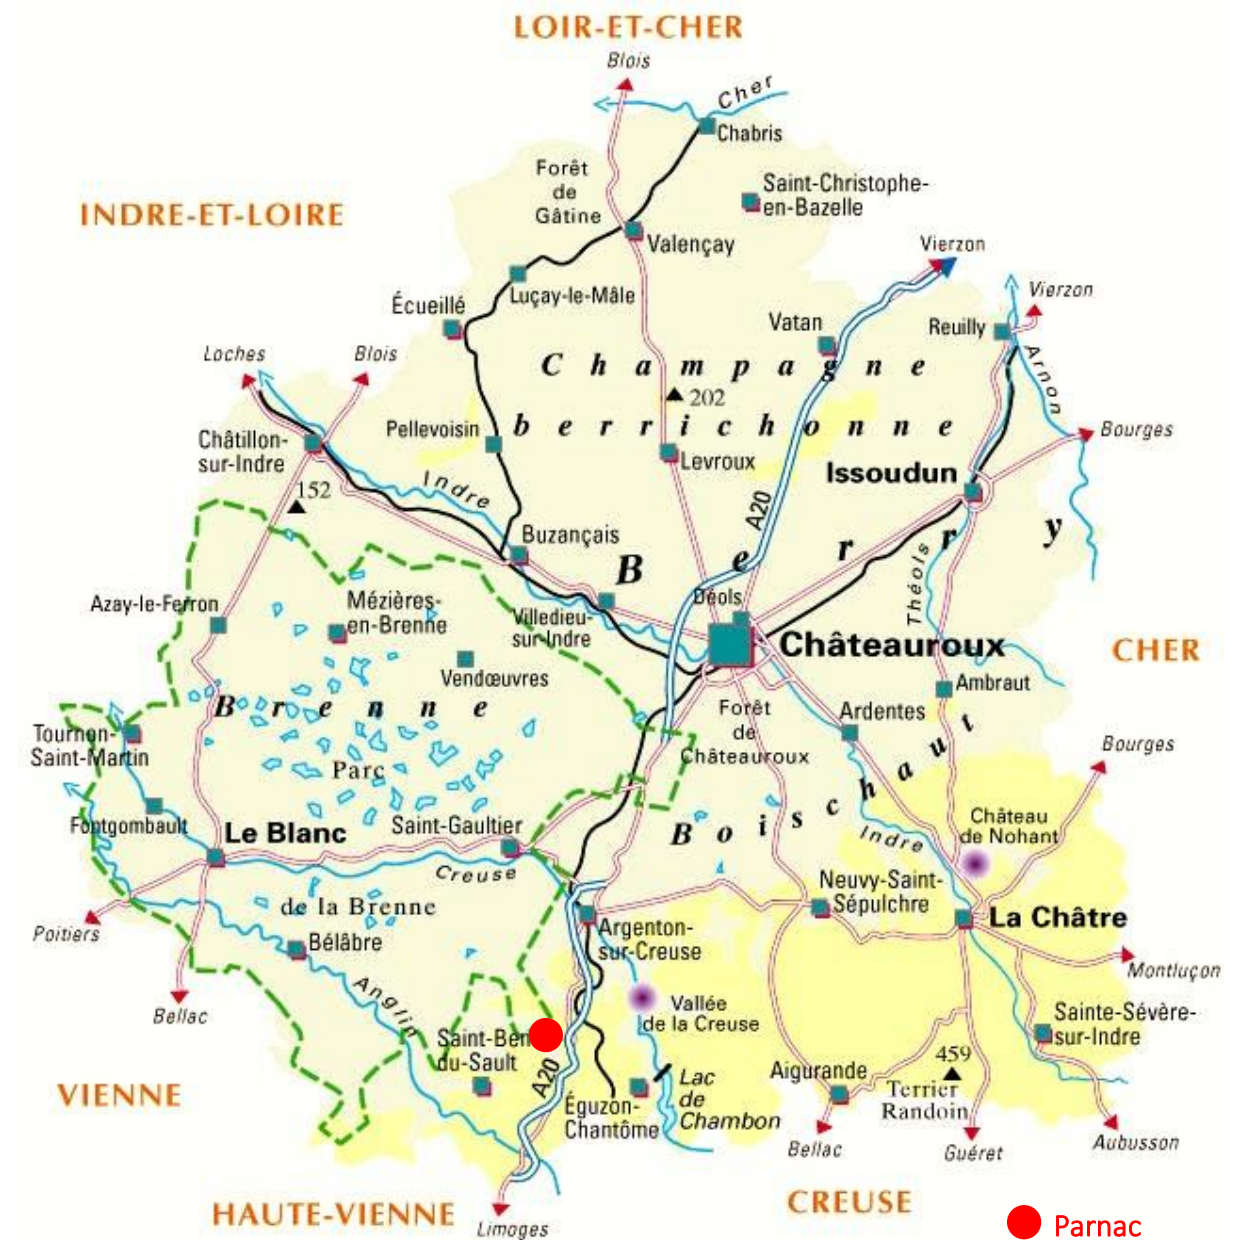 LOIR-ET-CHER
Blois
Cher
Chabris
Forêt
de
Gâtine
Saint-Christophe-
en-Bazelle
INDRE-ET-LOIRE
Valençay
Vierzon
Luçay-le-Mâle
Écueillé
Vierzon
Vatan
Reuilly
Loches
Blois
Champagne
Arnon
202
Pellevoisin
berrichonne
Bourges
Châtillon-
sur-Indre
Levroux
Issoudun
152
Indre
A20
Buzançais
Berry
Théols
Azay-le-Ferron
Mézières-
en-Brenne
Déols
Villedieu-
sur-Indre
Châteauroux
CHER
Vendœuvres
Ambraut
Brenne
Forêt
de
Châteauroux
Ardentes
Tournon-
Saint-Martin
Bourges
Parc
Boischaut
Fontgombault
Le Blanc
Saint-Gaultier
Château
de Nohant
Indre
Creuse
Neuvy-Saint-
Sépulchre
de la Brenne
La Châtre
Poitiers
Argenton-
sur-Creuse
Bélâbre
Montluçon
Anglin
Vallée
de la Creuse
Bellac
Sainte-Sévère-
sur-Indre
Saint-Ben
du-Sault
A20
459
Aigurande
Lac
de
Chambon
Terrier
Randoin
VIENNE
Éguzon-
Chantôme
Bellac
Guéret
Aubusson
CREUSE
HAUTE-VIENNE
Limoges
Parnac